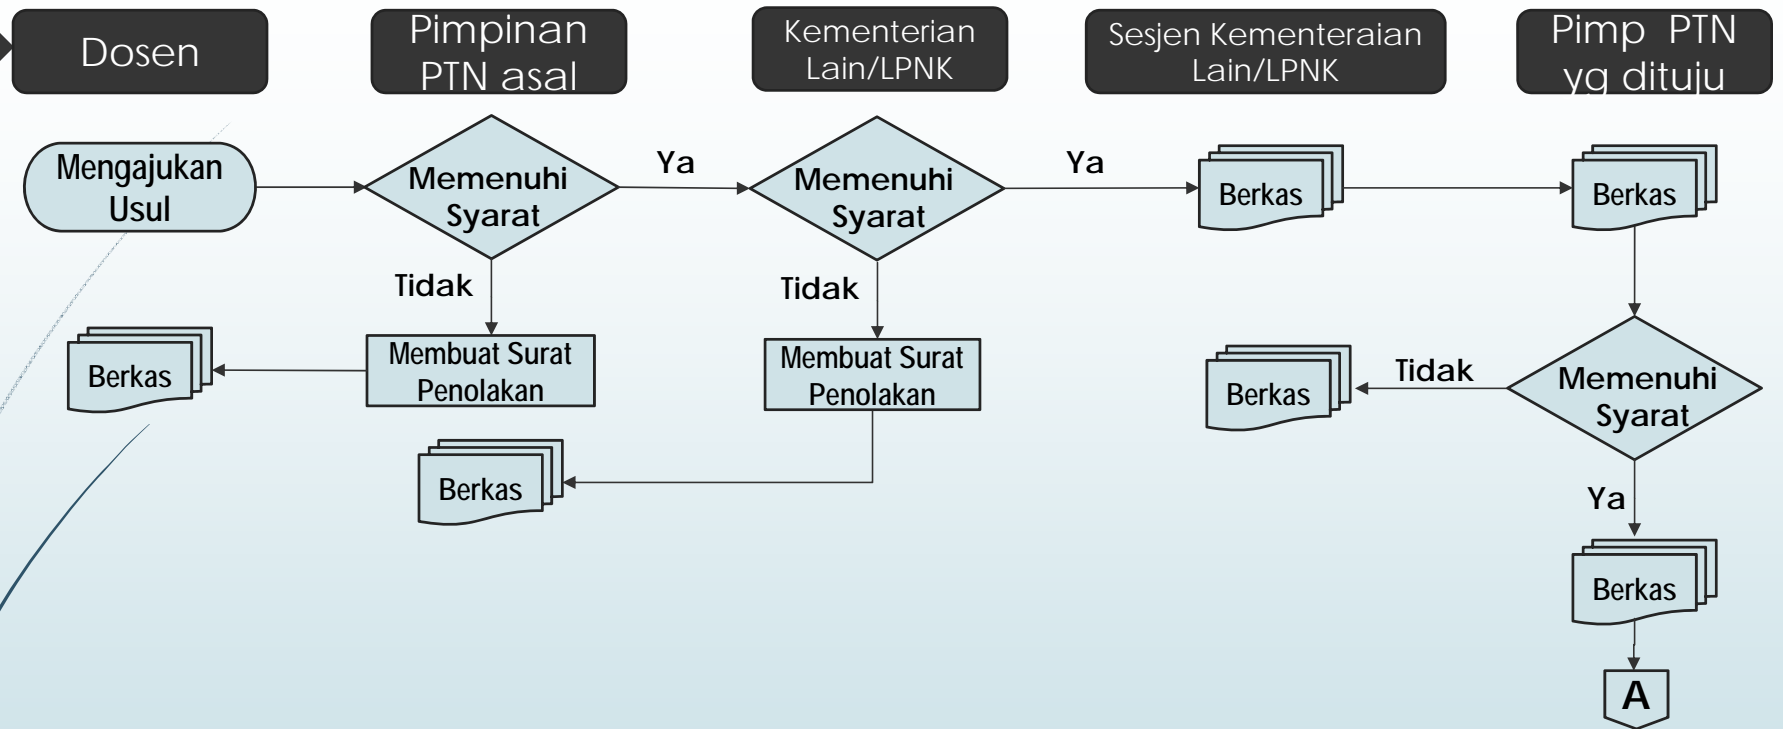 Dosen
Pimpinan
PTN asal
Kementerian
Lain/LPNK
Sesjen Kementeraian
Lain/LPNK
Pimp PTN
yg dituju
Mengajukan
Usul
Memenuhi
Syarat
Ya
Memenuhi
Syarat
Ya
Berkas
Berkas
Tidak
Tidak
Berkas
Membuat Surat
Penolakan
Membuat Surat
Penolakan
Berkas
Tidak
Memenuhi
Syarat
Berkas
Ya
Berkas
A